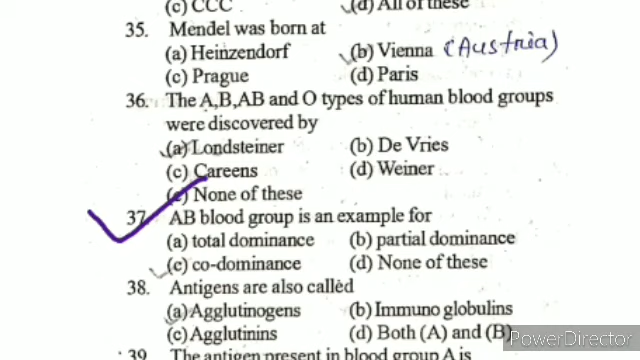 (c) CCC (d) All of these
35. Mendel was born at
(a) Heinzendorf (b) Vienna (Austria)
(c) Prague (d) Paris
36. The A,B,AB and O types of human blood groups
were discovered by
(a) Londsteiner (b) De Vries
(c) Careens (d) Weiner
(e) None of these
37. AB blood group is an example for
(a) total dominance (b) partial dominance
(c) co-dominance (d) None of these
38. Antigens are also called
(a) Agglutinogens (b) Immuno globulins
(c) Agglutinins (d) Both (A) and (B)
PowerDirector
39. The antigen present in blood group A is